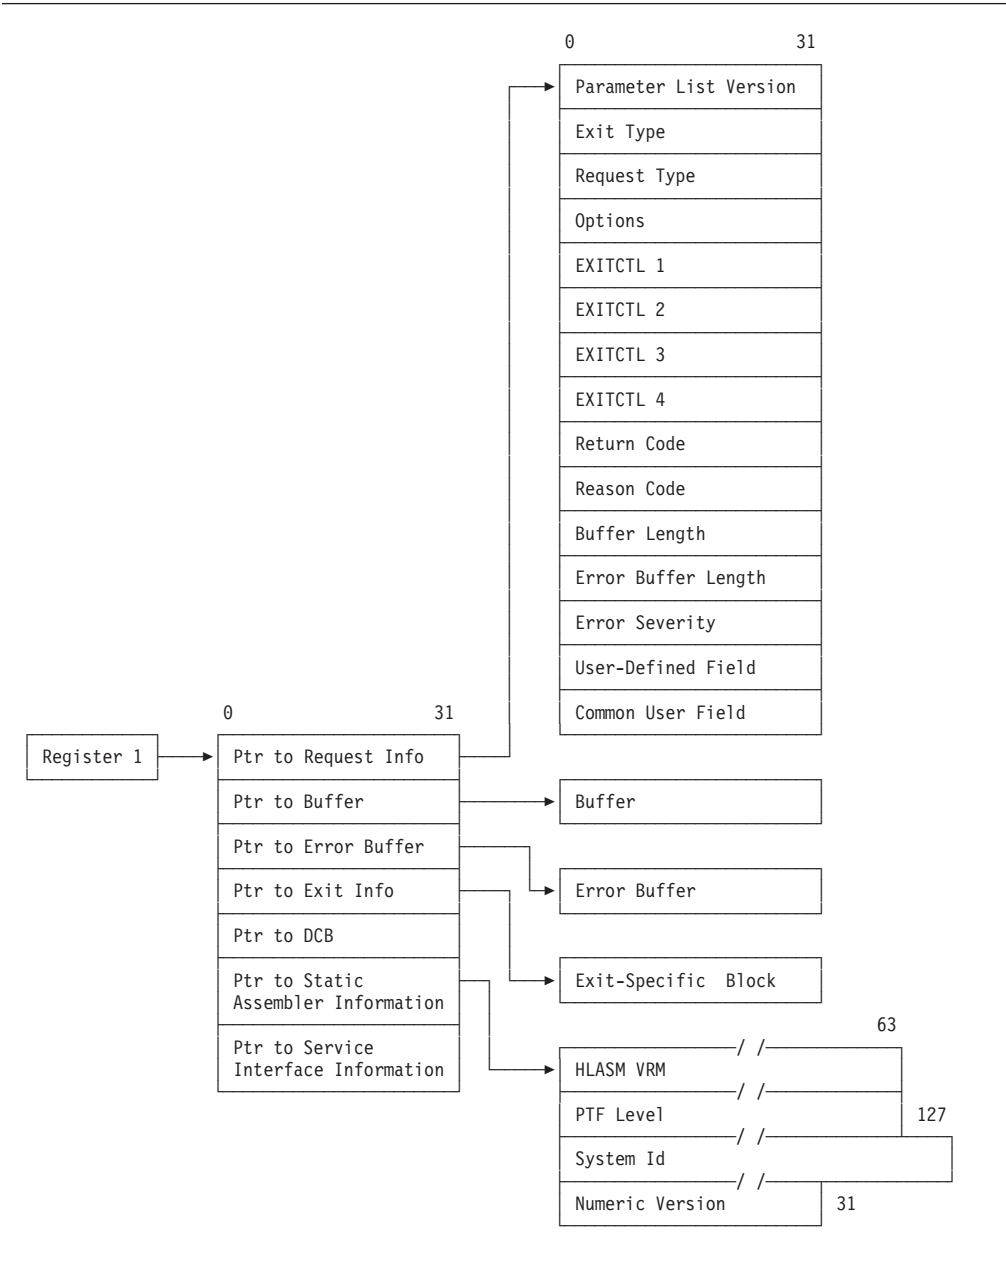 0 31
Parameter List Version
Exit Type
Request Type
Options
EXITCTL 1
EXITCTL 2
EXITCTL 3
EXITCTL 4
Return Code
Reason Code
Buffer Length
Error Buffer Length
Error Severity
User-Defined Field
Common User Field
0 31
Register 1
Ptr to Request Info
Ptr to Buffer
Buffer
Ptr to Error Buffer
Ptr to Exit Info
Error Buffer
Ptr to DCB
Ptr to Static
Assembler Information
Exit-Specific Block
Ptr to Service
Interface Information
63
/ /
HLASM VRM
/ /
PTF Level
127
/ /
System Id
/ /
Numeric Version
31